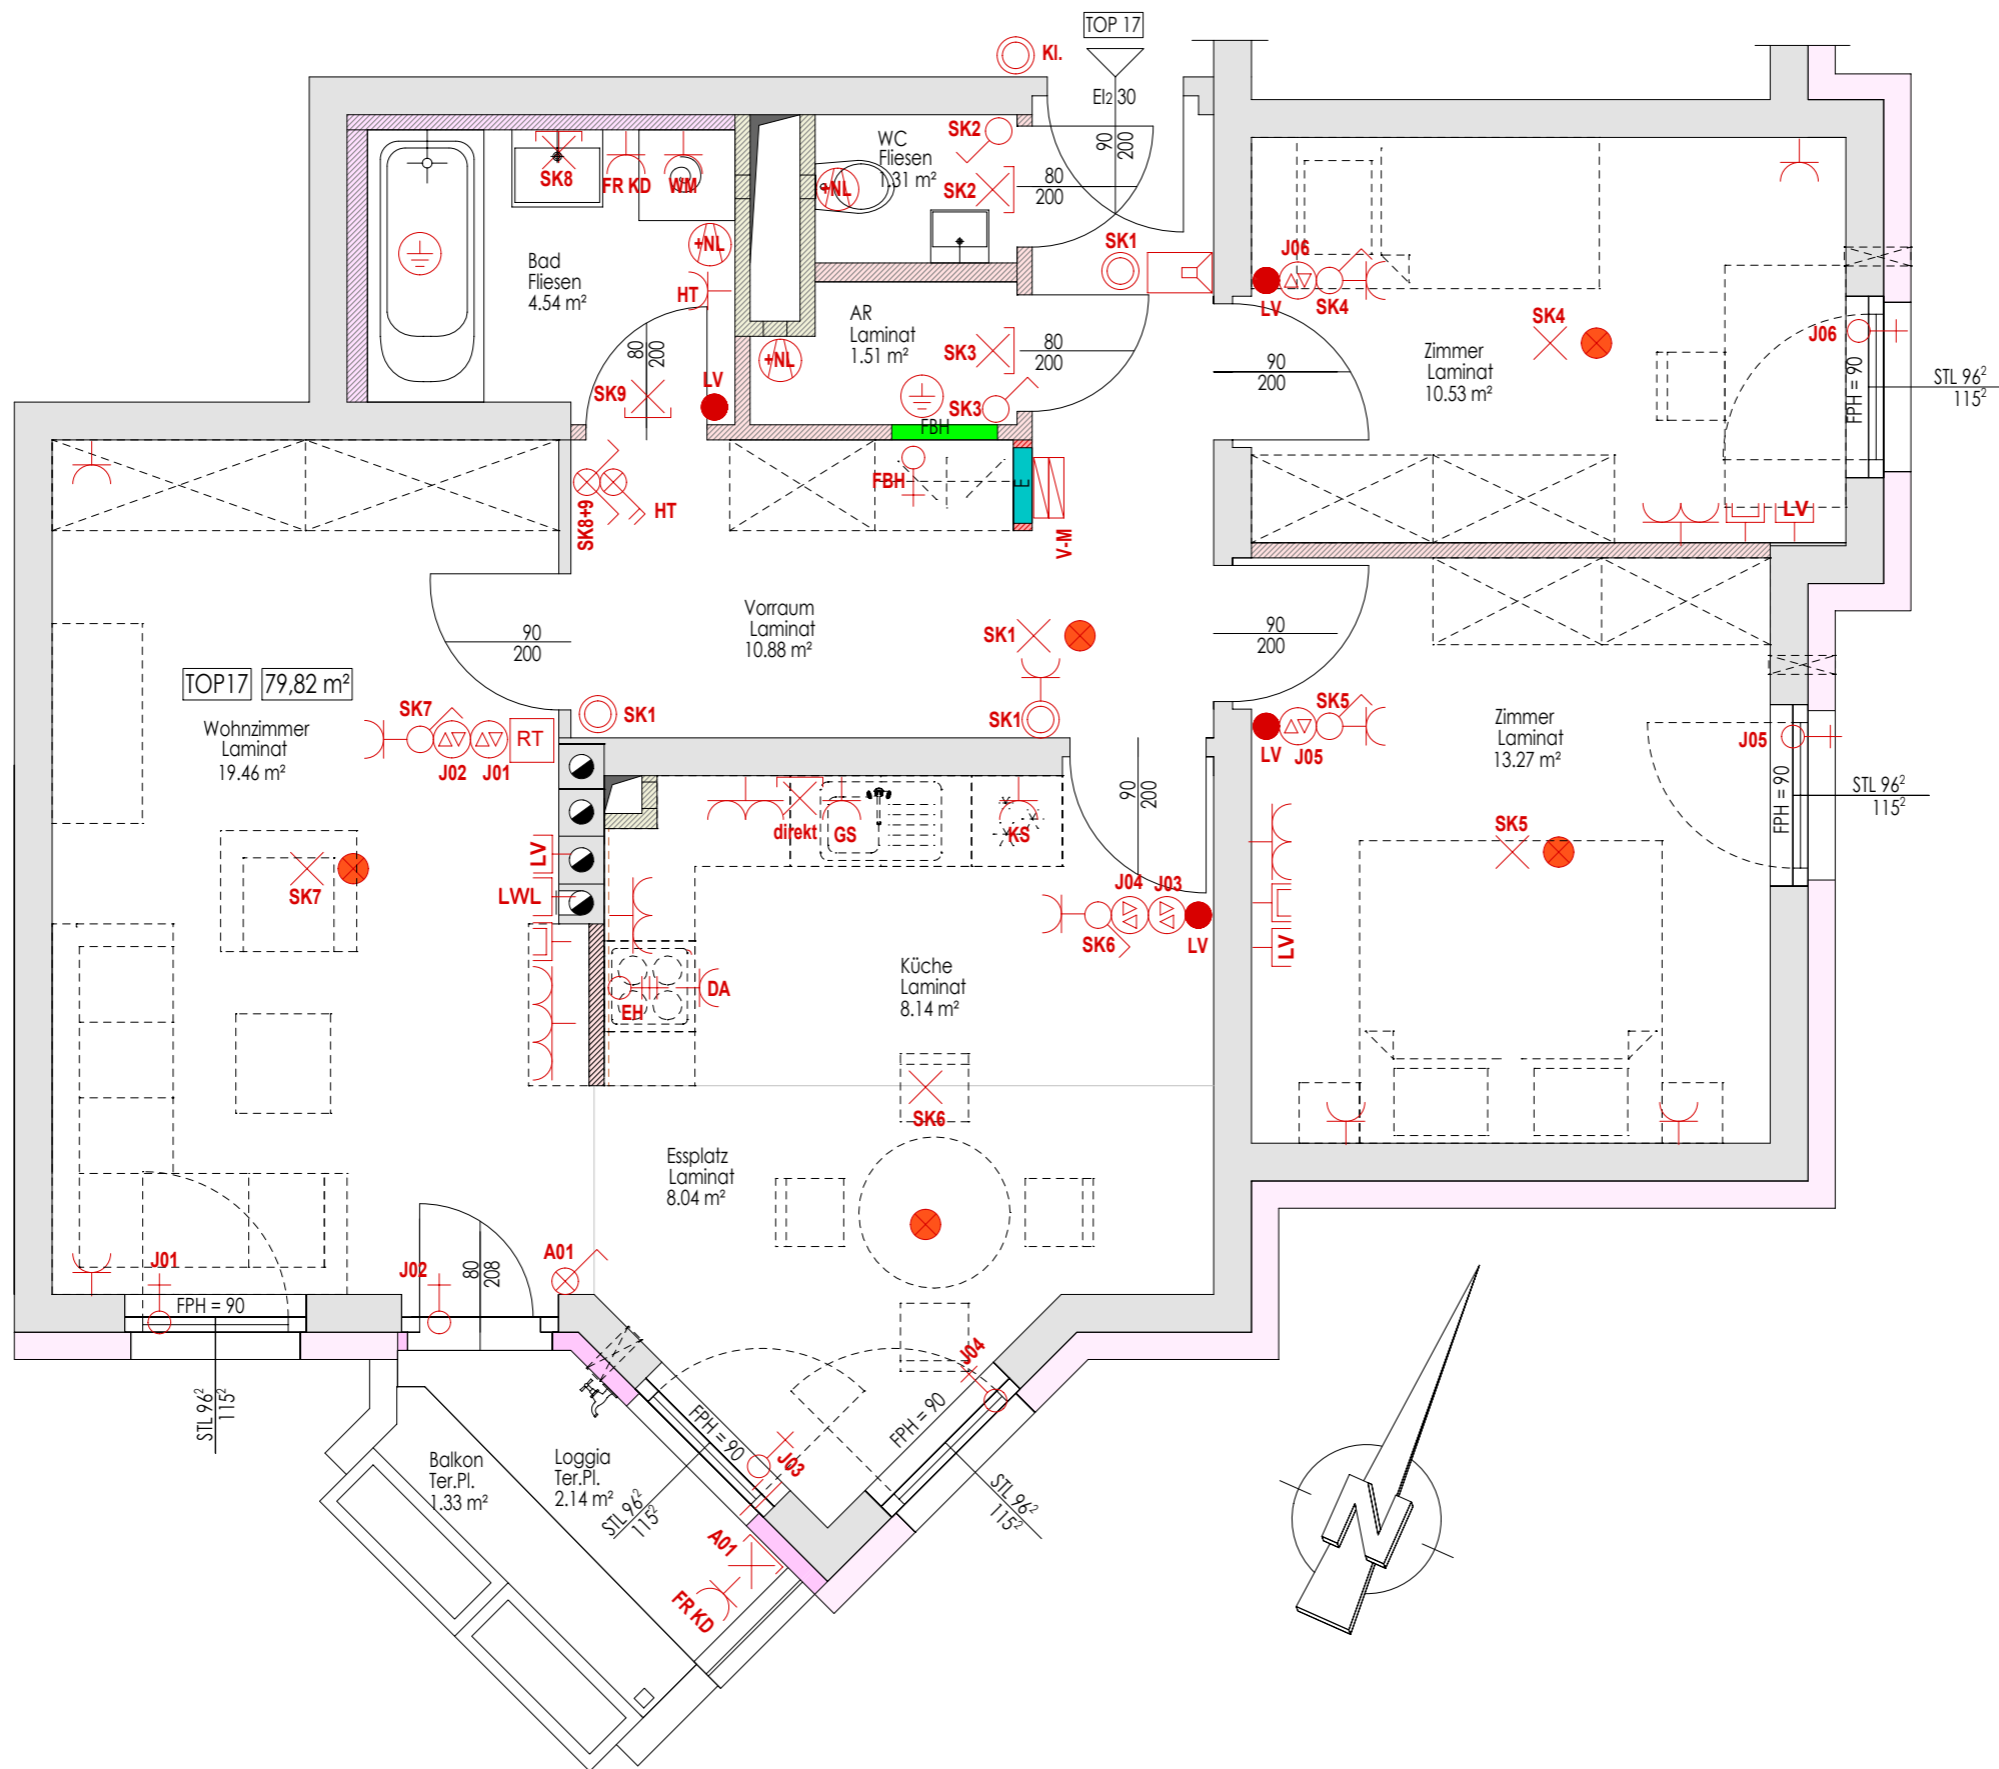 TOP 17
Kl.
EI₂ 30
90
200
WC
Fliesen
1.31 m²
SK2
SK2
80
200
+NL
SK8
FR KD
WM
+NL
HT
Bad
Fliesen
4.54 m²
80
200
SK9
LV
SK1
AR
Laminat
1.51 m²
SK3
80
200
+NL
SK3
FBH
FBH
E
V-M
SK8+9
HT
J06
LV
SK4
SK4
Zimmer
Laminat
10.53 m²
90
200
J06
FPH = 90
STL 96²
115²
LV
Vorraum
Laminat
10.88 m²
90
200
SK1
90
200
SK1
SK1
TOP17
79,82 m²
Wohnzimmer
Laminat
19.46 m²
SK7
J02
J01
RT
SK7
LV
LWL
SK5
LV
J05
Zimmer
Laminat
13.27 m²
J05
FPH = 90
STL 96²
115²
SK5
LV
direkt
GS
KS
90
200
J04
J03
SK6
LV
EH
DA
Küche
Laminat
8.14 m²
SK6
Essplatz
Laminat
8.04 m²
J01
FPH = 90
STL 96²
115²
J02
80
208
A01
J04
FPH = 90
FPH = 90
J03
STL 96²
115²
STL 96²
115²
Balkon
Ter.Pl.
1.33 m²
Loggia
Ter.Pl.
2.14 m²
A01
FR KD
N